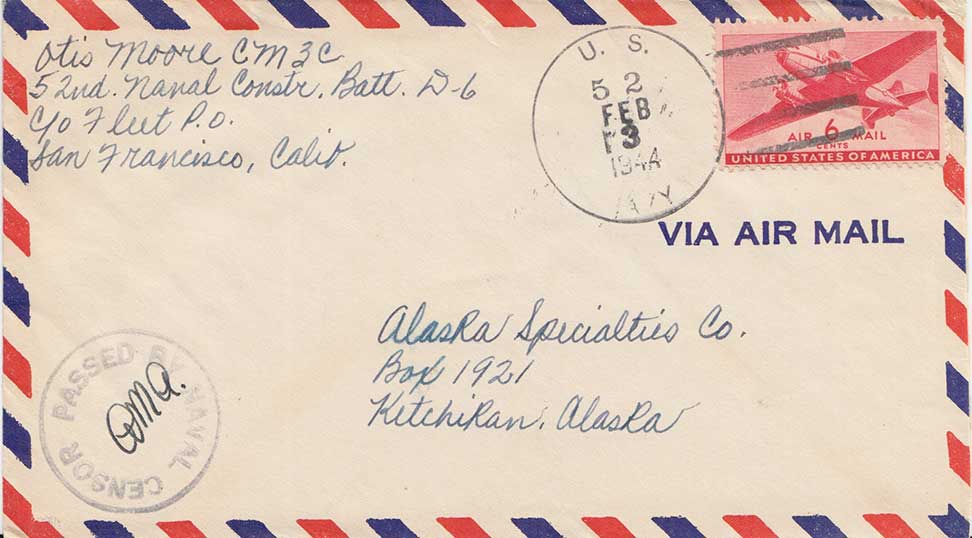 Otis Moore CM3C
52nd. Naval Constr. Batt. D-6
C/o Fleet P.O.
San Francisco, Calif.
U. S.
52
FEB
3
1944
NAVY
AIR 6 MAIL
CENTS
UNITED STATES OF AMERICA
VIA AIR MAIL
Alaska Specialties Co.
Box 1921
Ketchikan, Alaska
PASSED BY NAVAL CENSOR